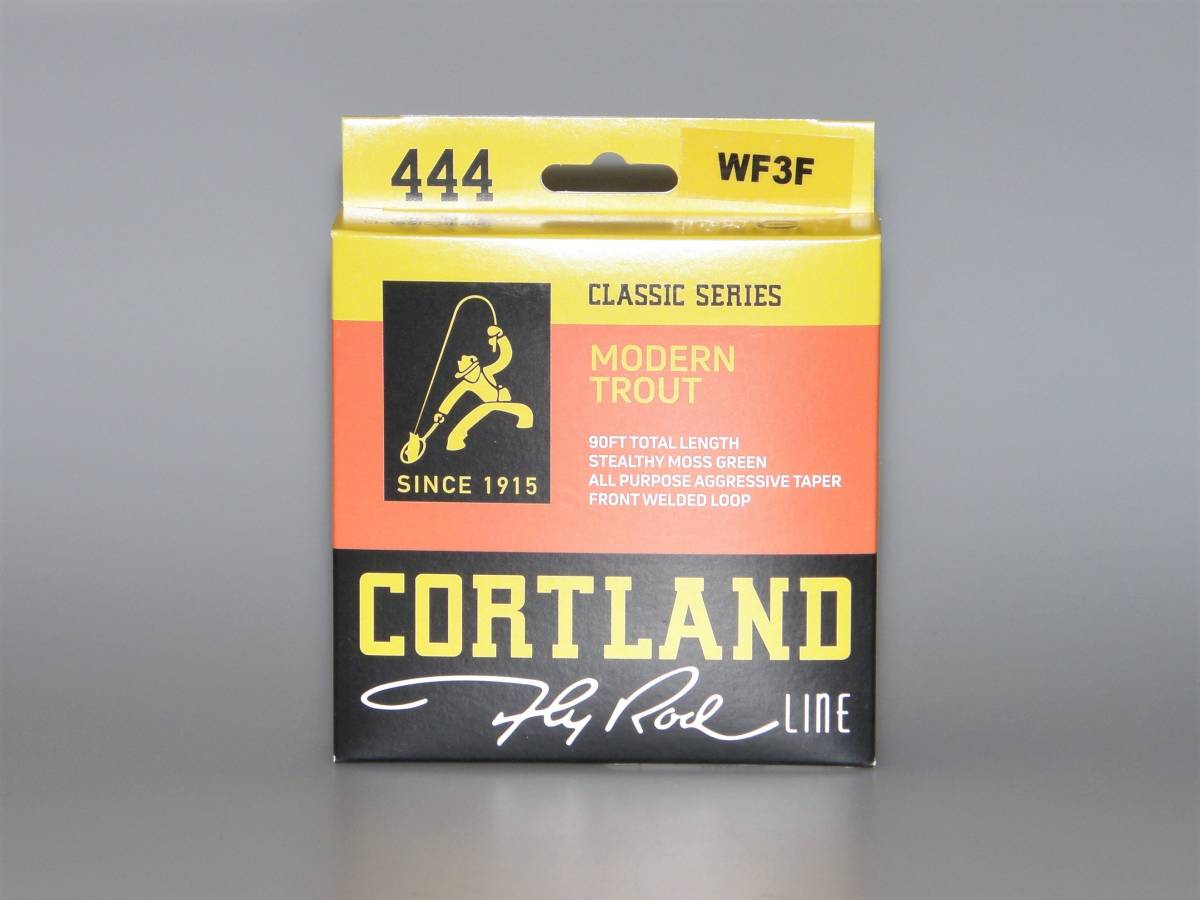 444
WF3F
CLASSIC SERIES
MODERN
TROUT
90FT TOTAL LENGTH
STEALTHY MOSS GREEN
ALL PURPOSE AGGRESSIVE TAPER
FRONT WELDED LOOP
SINCE 1915
CORTLAND
Fly Rod LINE